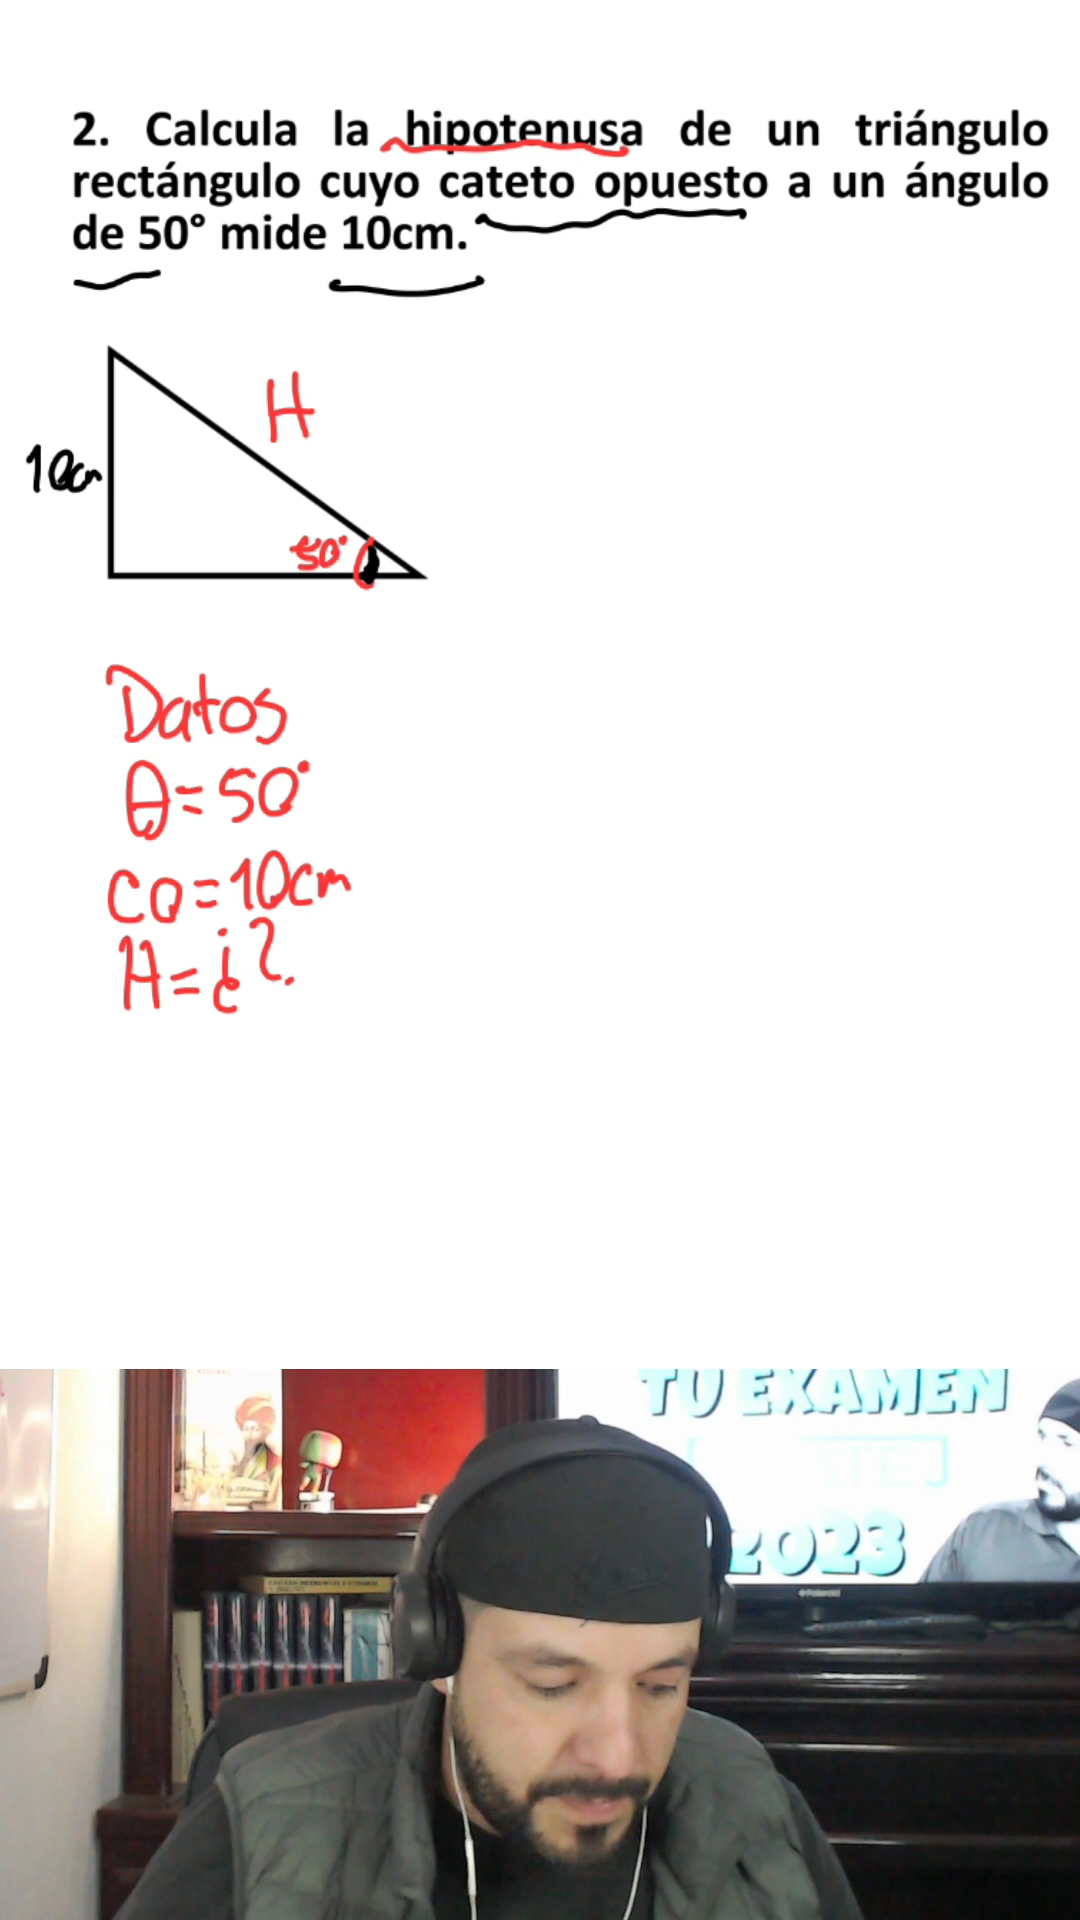 2. Calcula la hipotenusa de un triángulo
rectángulo cuyo cateto opuesto a un ángulo
de 50° mide 10cm.
H
10cm
50°
Datos
θ=50°
CO=10cm
H=¿?
TU EXAMEN
2023
Polaroid